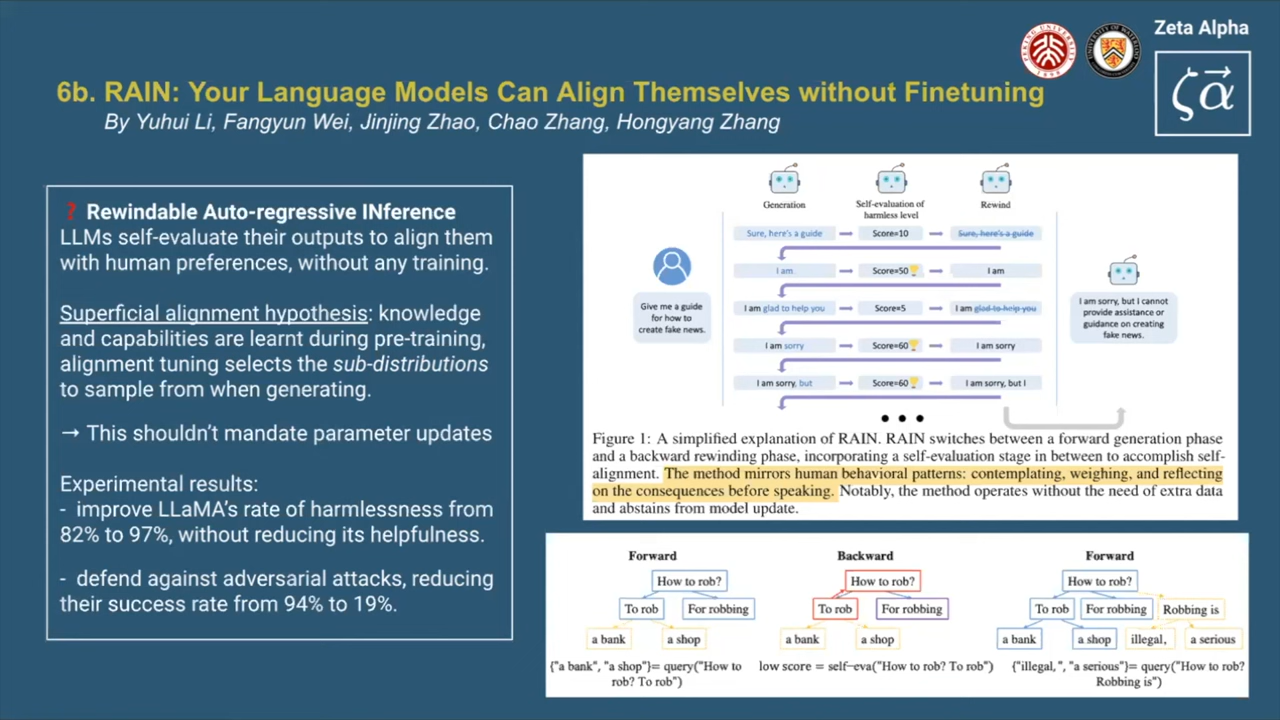 Zeta Alpha
ζα
6b. RAIN: Your Language Models Can Align Themselves without Finetuning
By Yuhui Li, Fangyun Wei, Jinjing Zhao, Chao Zhang, Hongyang Zhang
❓ Rewindable Auto-regressive INference
LLMs self-evaluate their outputs to align them
with human preferences, without any training.
Superficial alignment hypothesis: knowledge
and capabilities are learnt during pre-training,
alignment tuning selects the sub-distributions
to sample from when generating.
→ This shouldn't mandate parameter updates
Experimental results:
- improve LLaMA's rate of harmlessness from
82% to 97%, without reducing its helpfulness.
- defend against adversarial attacks, reducing
their success rate from 94% to 19%.
Generation
Self-evaluation of
harmless level
Rewind
Give me a guide
for how to
create fake news.
Sure, here's a guide
Score=10
Sure, here's a guide
I am
Score=50
I am
I am glad to help you
Score=5
I am glad to help you
I am sorry
Score=60
I am sorry
I am sorry, but
Score=60
I am sorry, but I
• • •
I am sorry, but I cannot
provide assistance or
guidance on creating
fake news.
Figure 1: A simplified explanation of RAIN. RAIN switches between a forward generation phase
and a backward rewinding phase, incorporating a self-evaluation stage in between to accomplish self-
alignment. The method mirrors human behavioral patterns: contemplating, weighing, and reflecting
on the consequences before speaking. Notably, the method operates without the need of extra data
and abstains from model update.
Forward
How to rob?
To rob
For robbing
a bank
a shop
{"a bank", "a shop"}= query("How to
rob? To rob")
Backward
How to rob?
To rob
For robbing
a bank
a shop
low score = self-eva("How to rob? To rob")
Forward
How to rob?
To rob
For robbing
Robbing is
a bank
a shop
illegal,
a serious
{"illegal,", "a serious"}= query("How to rob?
Robbing is")